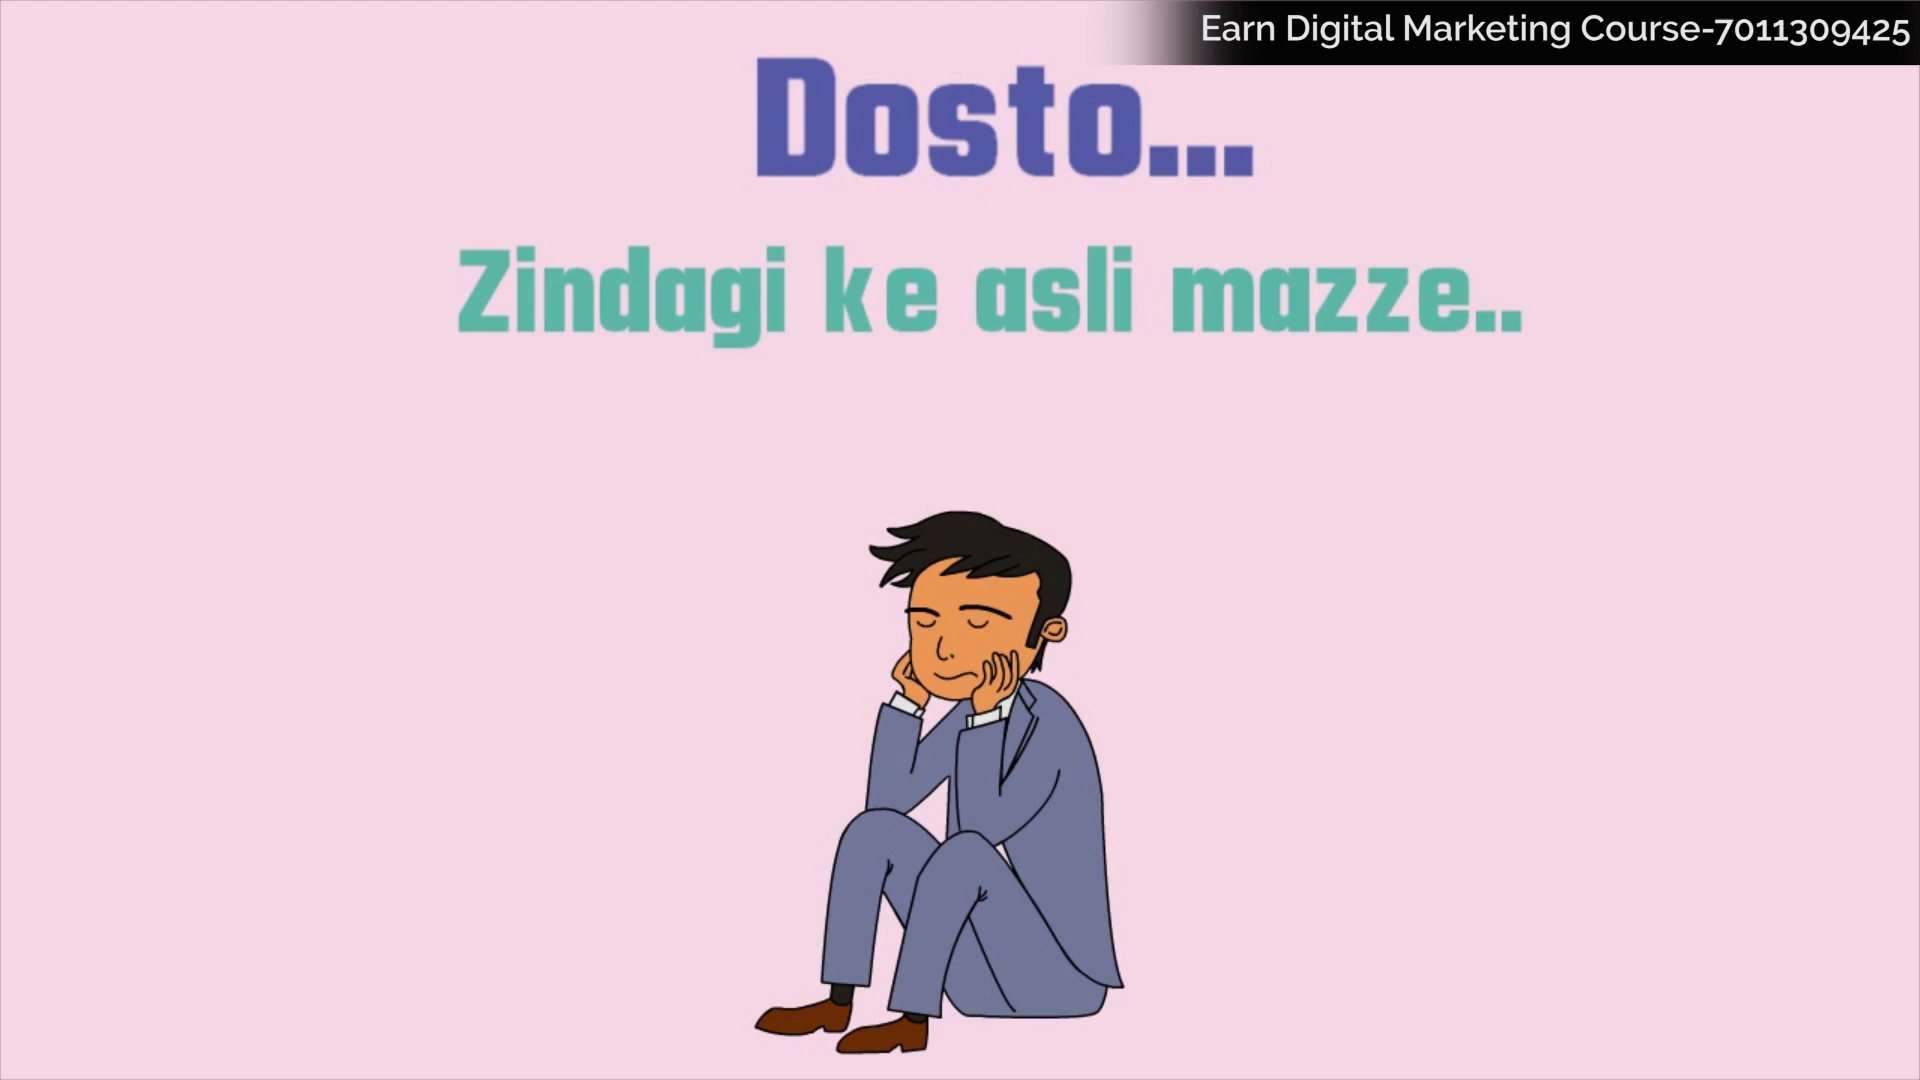 Earn Digital Marketing Course-7011309425
Dosto...
Zindagi ke asli mazze..